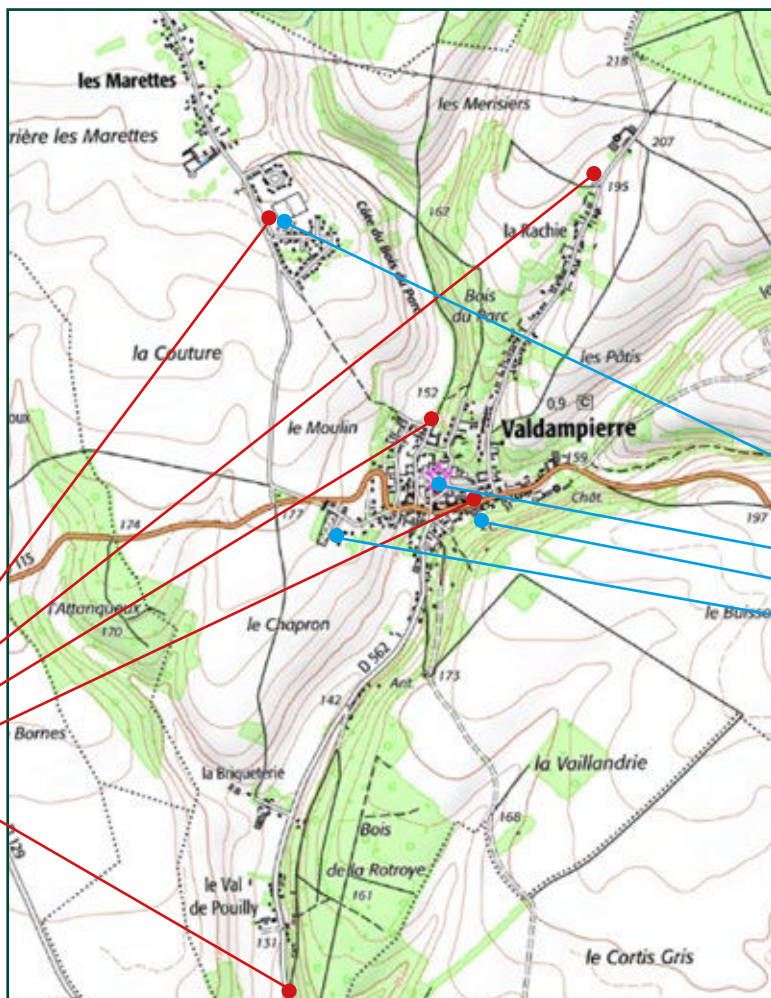 218
les Marettes
les Merisiers
rière les Marettes
207
195
167
la Rachie
Côte du Bois du Parc
Bois
du Parc
la Couture
les Pâtis
152
0,9 C
le Moulin
Valdampierre
159
Chât.
177
197
174
115
l'Attanqueux
170
le Chapron
le Buisso
D 562
Ant.
173
142
Bornes
la Briqueterie
la Vaillandrie
168
Bois
de la Rotroye
129
le Val
de Pouilly
161
131
le Cortis Gris